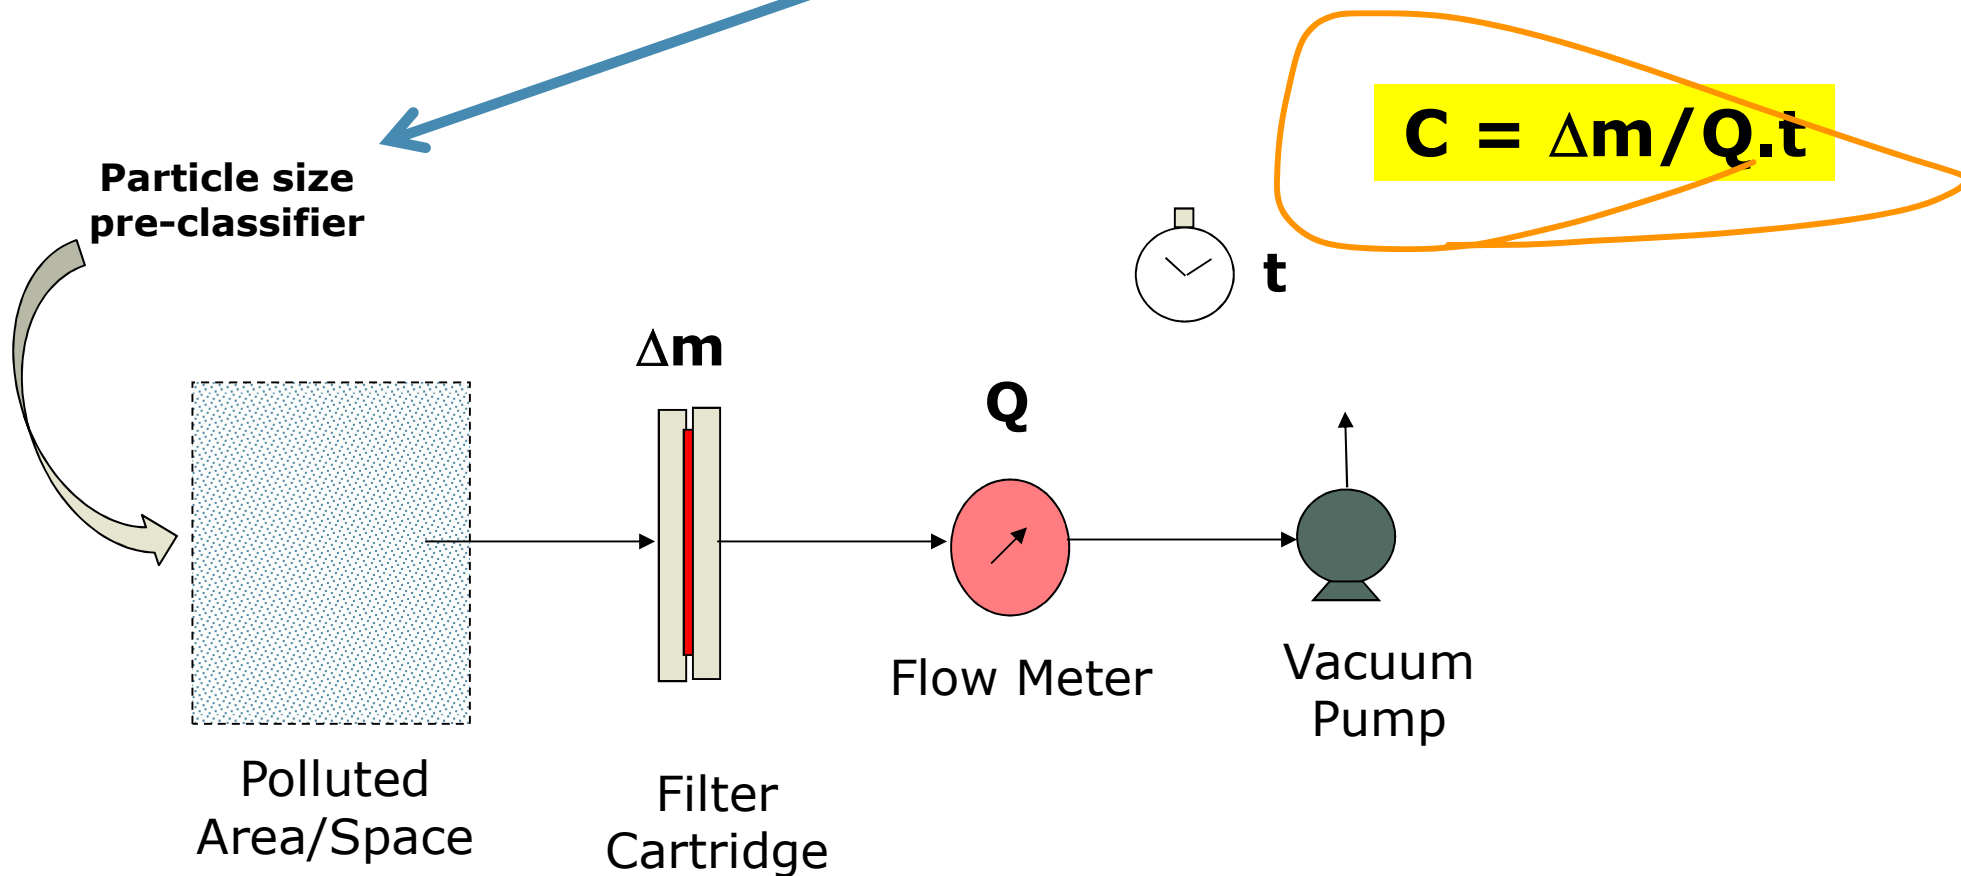 C = Δm/Q.t
Particle size
pre-classifier
t
Δm
Q
Flow Meter
Vacuum
Pump
Polluted
Area/Space
Filter
Cartridge